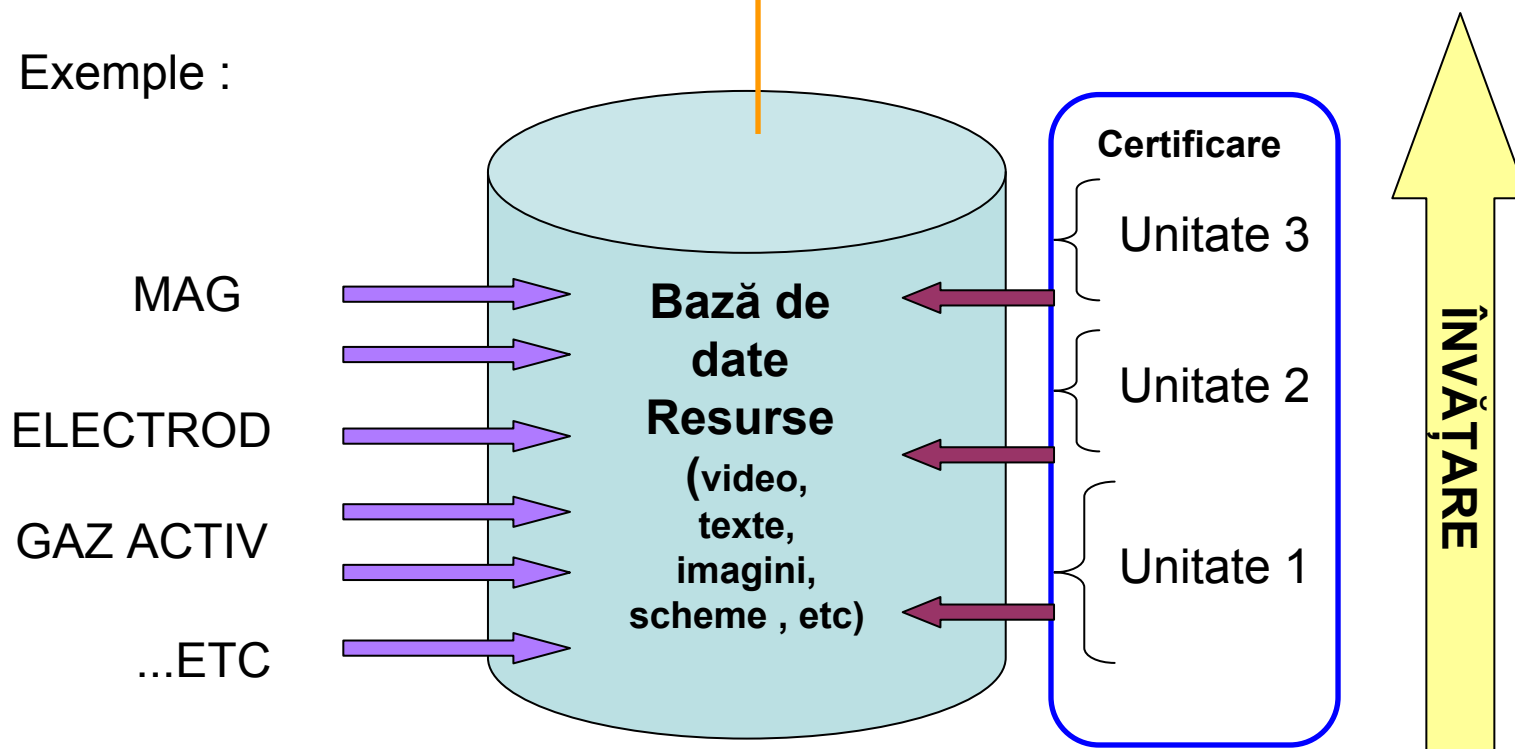 Exemple :
MAG
ELECTROD
GAZ ACTIV
...ETC
Bază de
date
Resurse
(video,
texte,
imagini,
scheme , etc)
Certificare
Unitate 3
Unitate 2
Unitate 1
ÎNVĂȚARE